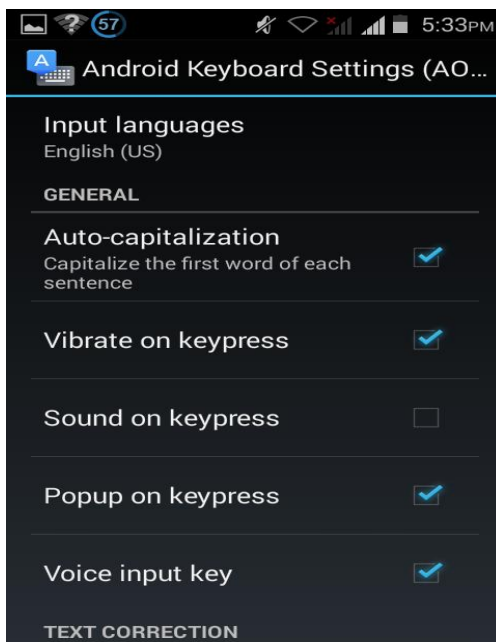 57 5:33PM
Android Keyboard Settings (AO...
Input languages
English (US)
GENERAL
Auto-capitalization
Capitalize the first word of each
sentence
Vibrate on keypress
Sound on keypress
Popup on keypress
Voice input key
TEXT CORRECTION